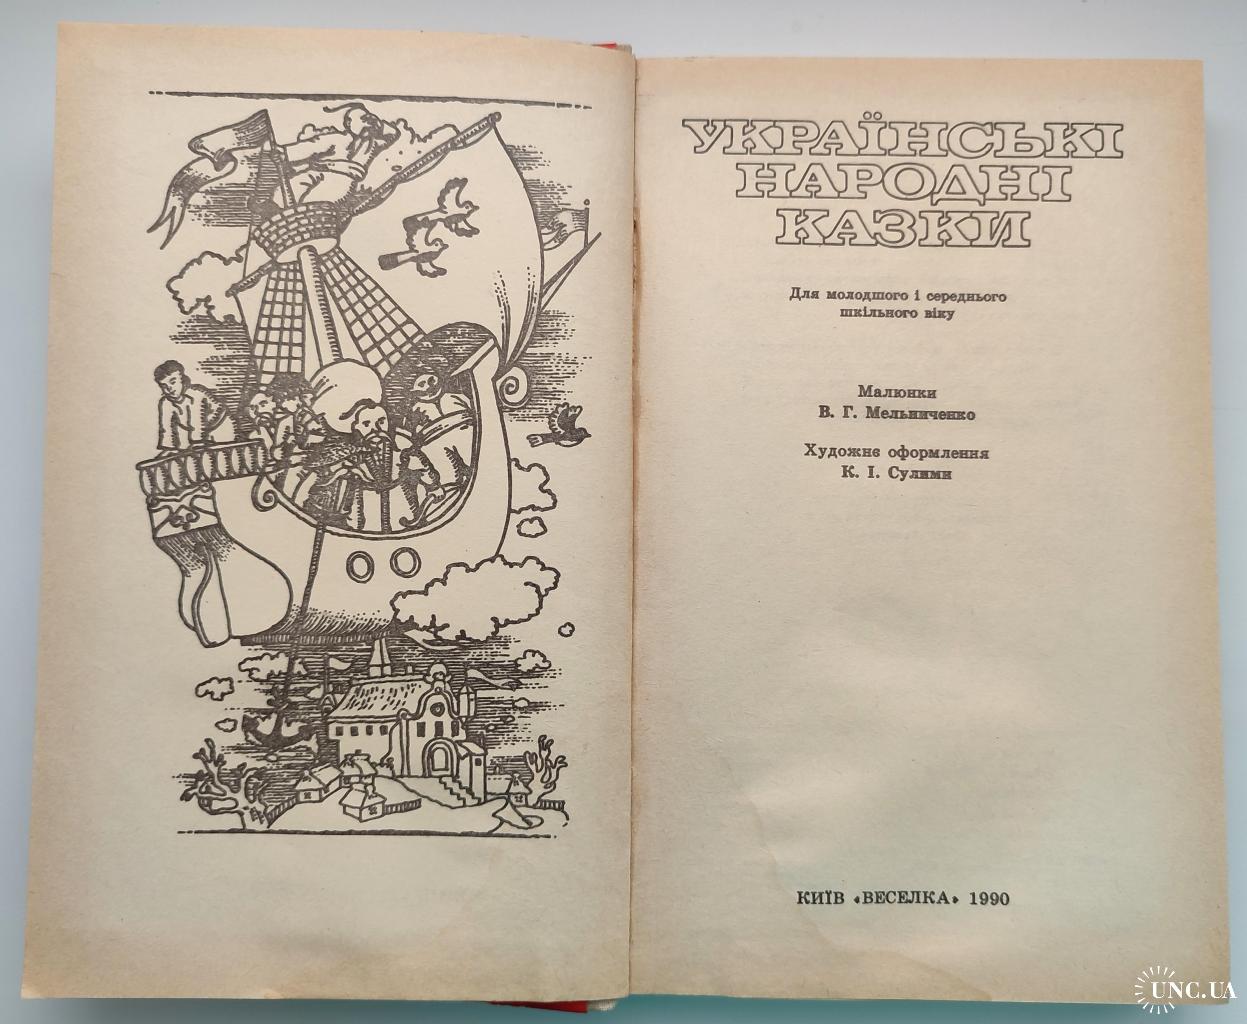 УКРАЇНСЬКІ
НАРОДНІ
КАЗКИ
Для молодшого і середнього
шкільного віку
Малюнки
В. Г. Мельниченко
Художнє оформлення
К. І. Сулими
КИЇВ «ВЕСЕЛКА» 1990
UNC.UA